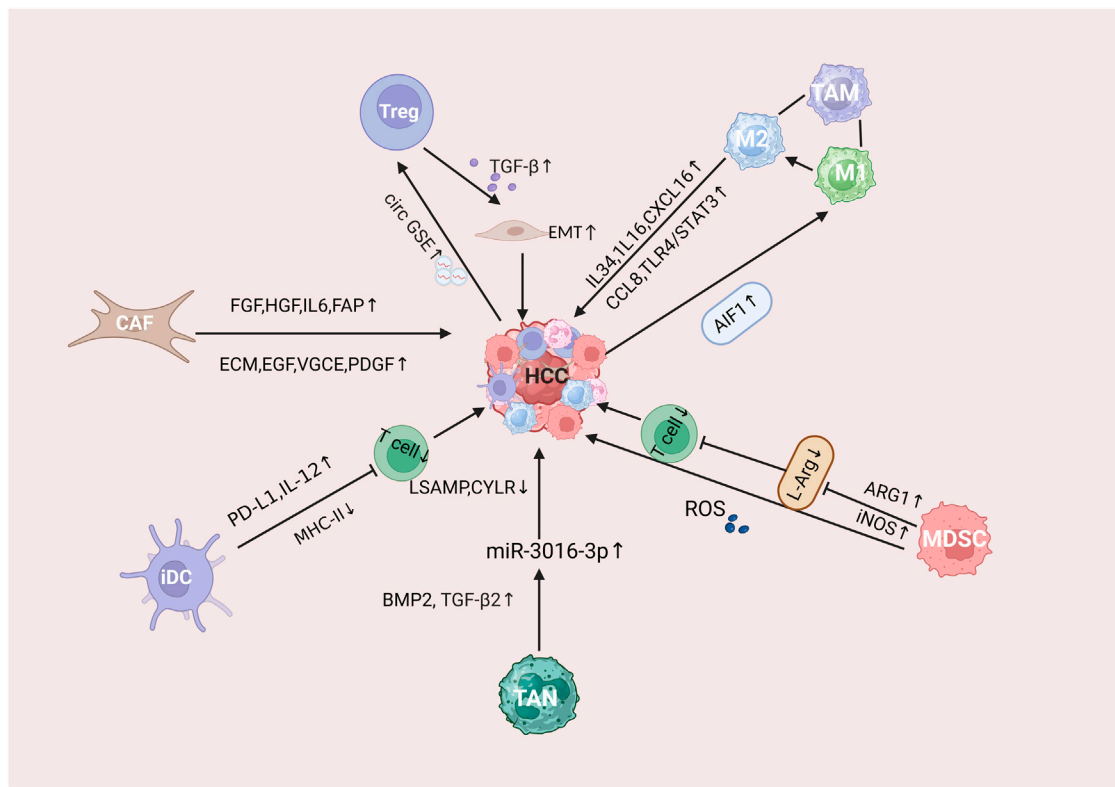 TAM
Treg
M2
M1
TGF-β↑
circ GSE↑
EMT↑
IL34,1L16,CXCL16↑
CCL8,TLR4/STAT3↑
AIF1↑
CAF
FGF,HGF,IL6,FAP↑
ECM,EGF,VGCE,PDGF↑
HCC
T cell↓
T cell↓
PD-L1,IL-12↑
MHC-II↓
LSAMP,CYLR↓
L-Arg↓
ARG1↑
iNOS↑
ROS
MDSC
miR-3016-3p↑
iDC
BMP2, TGF-β2↑
TAN